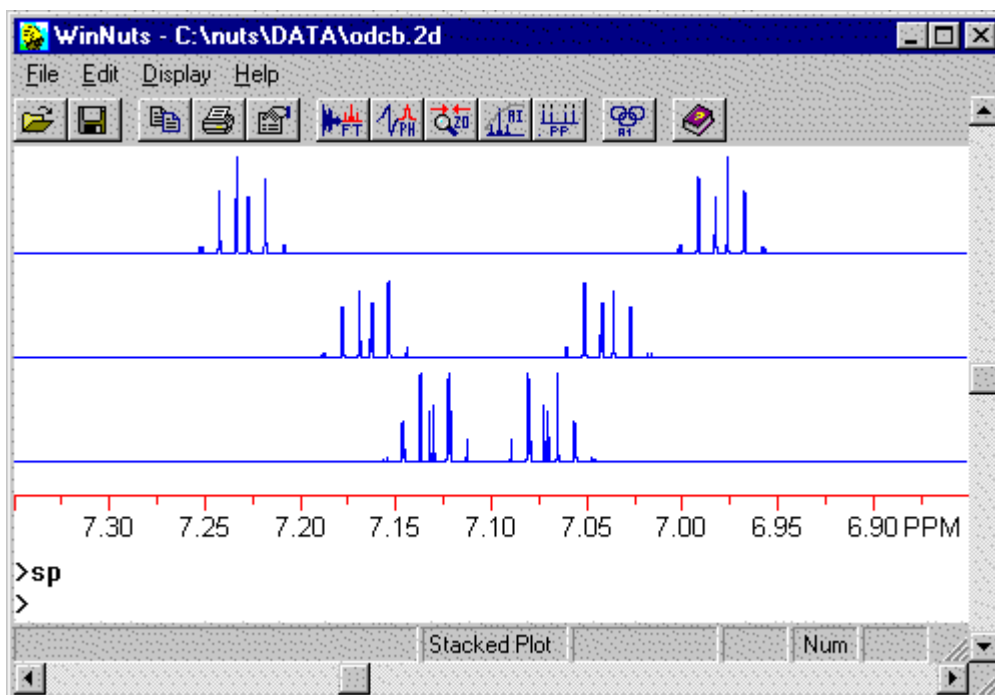 WinNuts - C:\nuts\DATA\odcb.2d
File Edit Display Help
FT PH ZO AI PP A1
7.30 7.25 7.20 7.15 7.10 7.05 7.00 6.95 6.90 PPM
>sp
>
Stacked Plot Num